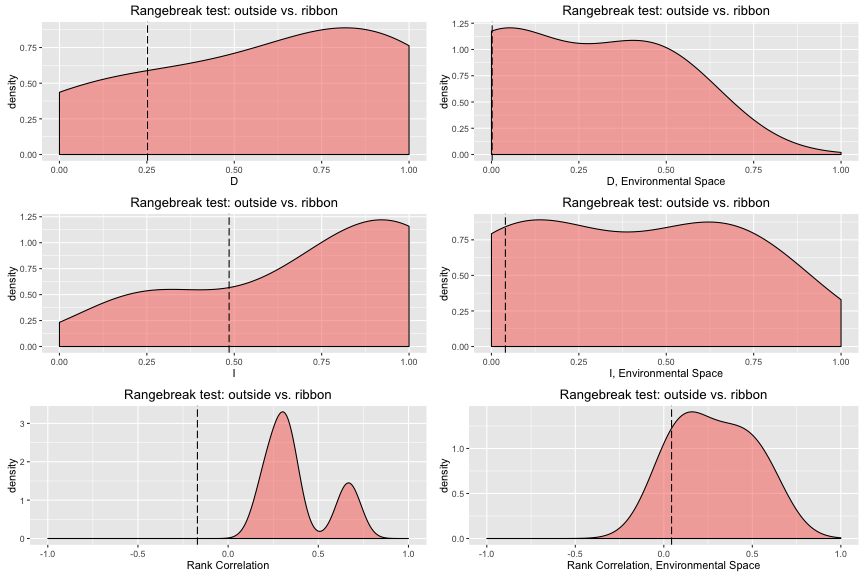 Rangebreak test: outside vs. ribbon
density
0.75
0.50
0.25
0.00
0.00 0.25 0.50 0.75 1.00
D
Rangebreak test: outside vs. ribbon
density
1.25
1.00
0.75
0.50
0.25
0.00
0.00 0.25 0.50 0.75 1.00
D, Environmental Space
Rangebreak test: outside vs. ribbon
density
1.25
1.00
0.75
0.50
0.25
0.00
0.00 0.25 0.50 0.75 1.00
I
Rangebreak test: outside vs. ribbon
density
0.75
0.50
0.25
0.00
0.00 0.25 0.50 0.75 1.00
I, Environmental Space
Rangebreak test: outside vs. ribbon
density
3
2
1
0
-1.0 -0.5 0.0 0.5 1.0
Rank Correlation
Rangebreak test: outside vs. ribbon
density
1.0
0.5
0.0
-1.0 -0.5 0.0 0.5 1.0
Rank Correlation, Environmental Space